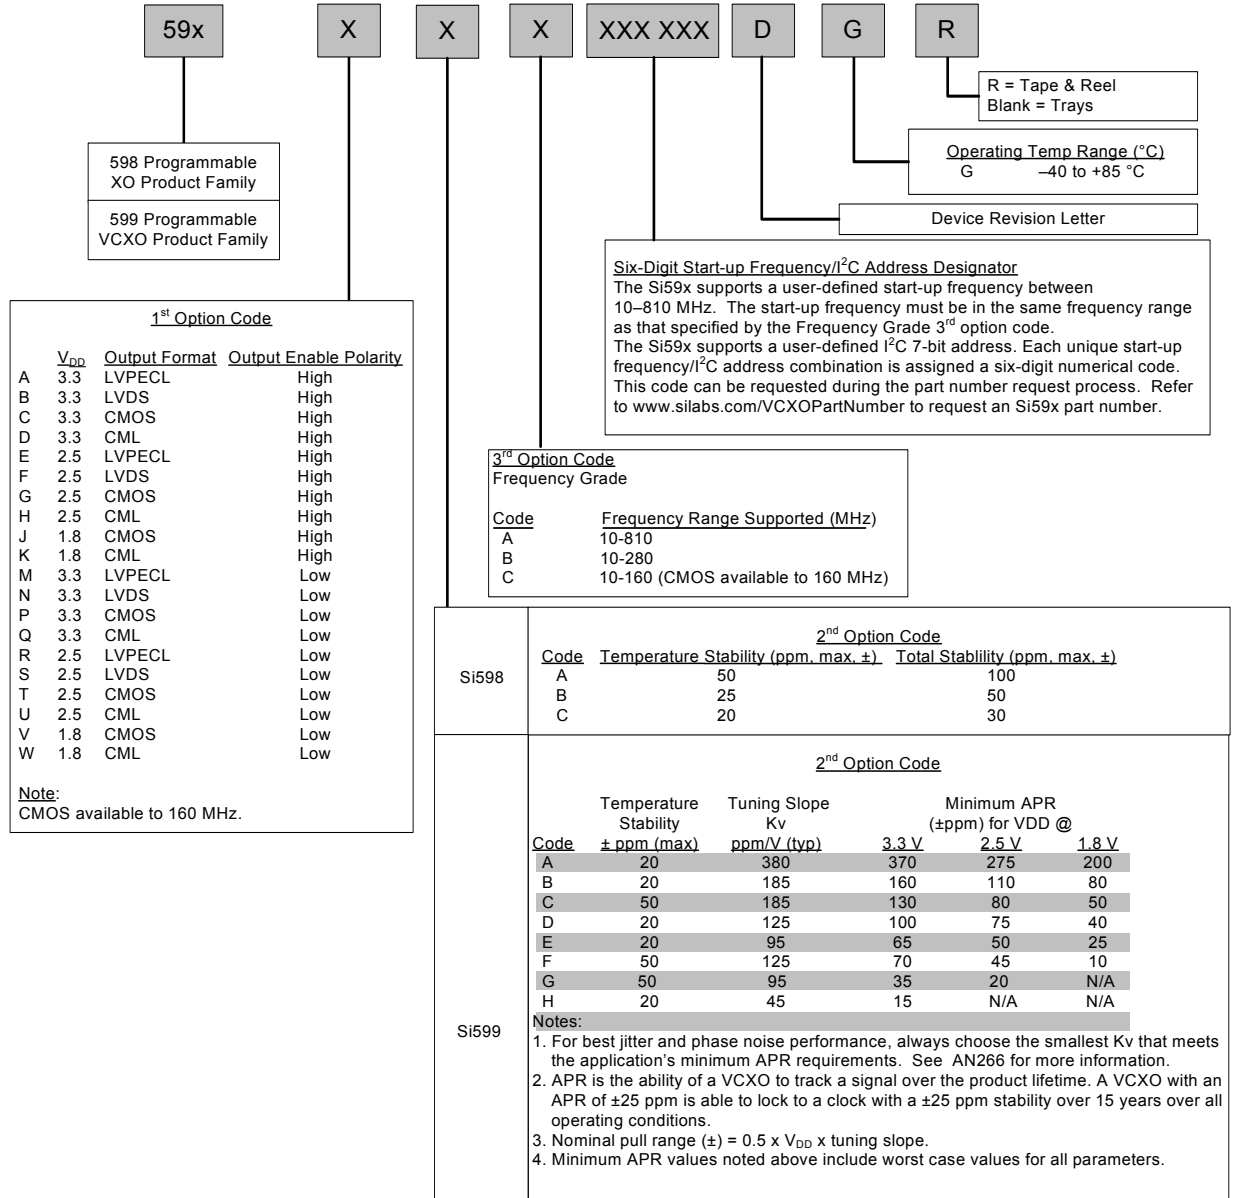 59x X X X XXX XXX D G R
R = Tape & Reel
Blank = Trays
Operating Temp Range (°C)
G –40 to +85 °C
Device Revision Letter
598 Programmable
XO Product Family
599 Programmable
VCXO Product Family
Six-Digit Start-up Frequency/I²C Address Designator
The Si59x supports a user-defined start-up frequency between
10–810 MHz. The start-up frequency must be in the same frequency range
as that specified by the Frequency Grade 3rd option code.
The Si59x supports a user-defined I²C 7-bit address. Each unique start-up
frequency/I²C address combination is assigned a six-digit numerical code.
This code can be requested during the part number request process. Refer
to www.silabs.com/VCXOPartNumber to request an Si59x part number.
1st Option Code
VDD Output Format Output Enable Polarity
A 3.3 LVPECL High
B 3.3 LVDS High
C 3.3 CMOS High
D 3.3 CML High
E 2.5 LVPECL High
F 2.5 LVDS High
G 2.5 CMOS High
H 2.5 CML High
J 1.8 CMOS High
K 1.8 CML High
M 3.3 LVPECL Low
N 3.3 LVDS Low
P 3.3 CMOS Low
Q 3.3 CML Low
R 2.5 LVPECL Low
S 2.5 LVDS Low
T 2.5 CMOS Low
U 2.5 CML Low
V 1.8 CMOS Low
W 1.8 CML Low
Note:
CMOS available to 160 MHz.
3rd Option Code
Frequency Grade
Code Frequency Range Supported (MHz)
A 10-810
B 10-280
C 10-160 (CMOS available to 160 MHz)
Si598
2nd Option Code
Code Temperature Stability (ppm, max, ±) Total Stablility (ppm, max, ±)
A 50 100
B 25 50
C 20 30
Si599
2nd Option Code
Temperature Tuning Slope Minimum APR
Stability Kv (±ppm) for VDD @
Code ± ppm (max) ppm/V (typ) 3.3 V 2.5 V 1.8 V
A 20 380 370 275 200
B 20 185 160 110 80
C 50 185 130 80 50
D 20 125 100 75 40
E 20 95 65 50 25
F 50 125 70 45 10
G 50 95 35 20 N/A
H 20 45 15 N/A N/A
Notes:
1. For best jitter and phase noise performance, always choose the smallest Kv that meets
the application's minimum APR requirements. See AN266 for more information.
2. APR is the ability of a VCXO to track a signal over the product lifetime. A VCXO with an
APR of ±25 ppm is able to lock to a clock with a ±25 ppm stability over 15 years over all
operating conditions.
3. Nominal pull range (±) = 0.5 x VDD x tuning slope.
4. Minimum APR values noted above include worst case values for all parameters.